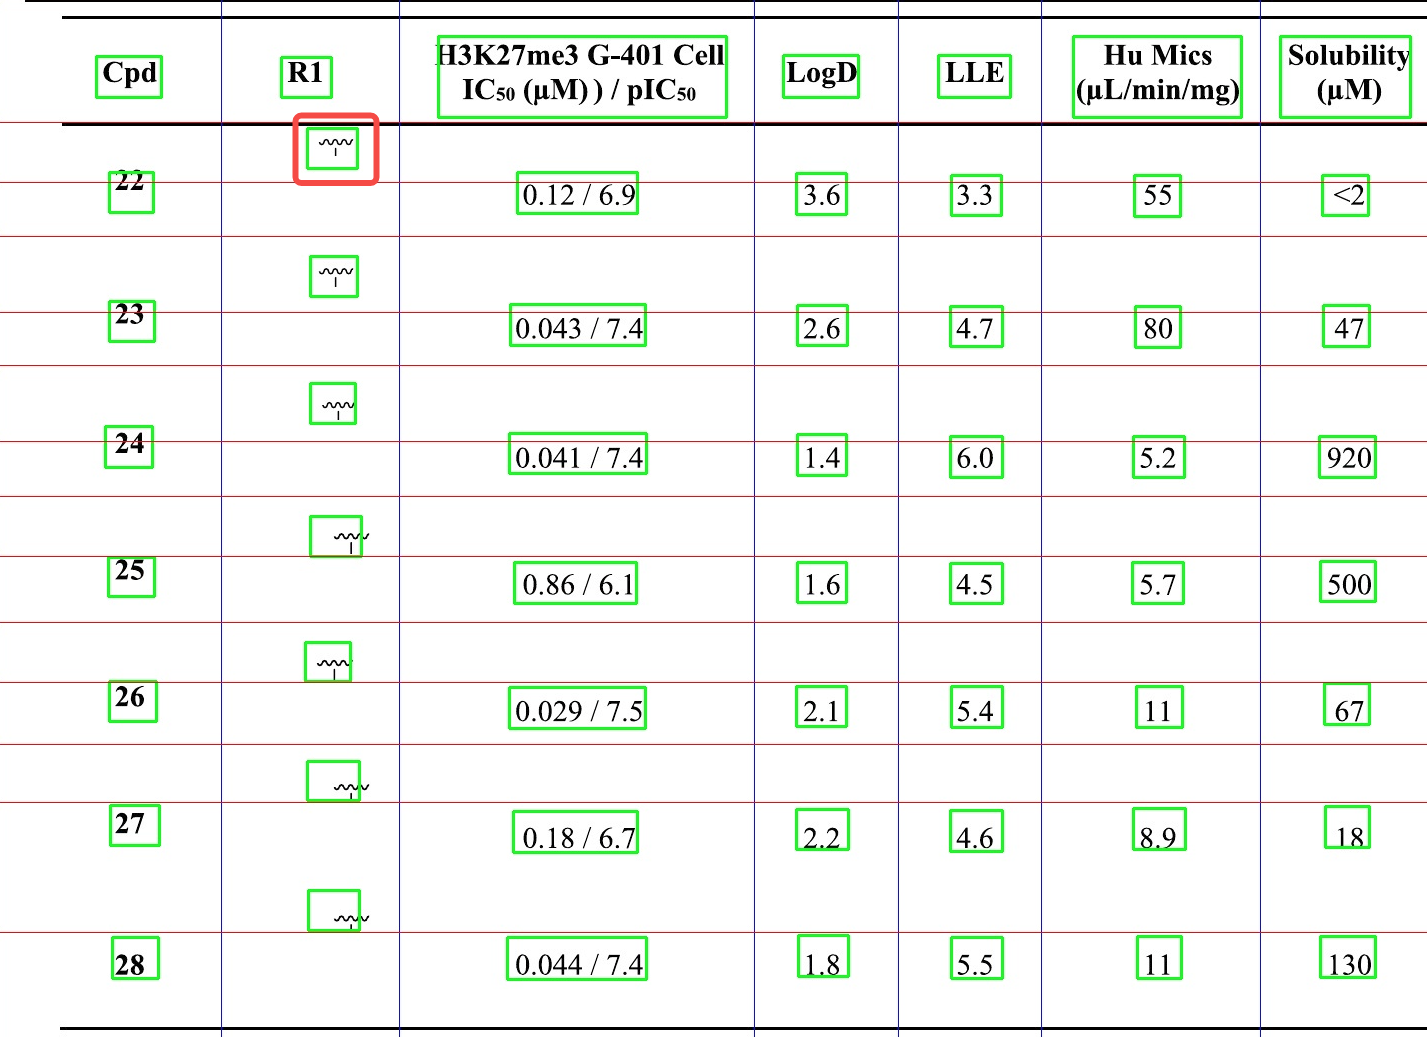 Cpd R1 H3K27me3 G-401 Cell IC50 (μM) ) / pIC50 LogD LLE Hu Mics (μL/min/mg) Solubility (μM)
22 0.12 / 6.9 3.6 3.3 55 <2
23 0.043 / 7.4 2.6 4.7 80 47
24 0.041 / 7.4 1.4 6.0 5.2 920
25 0.86 / 6.1 1.6 4.5 5.7 500
26 0.029 / 7.5 2.1 5.4 11 67
27 0.18 / 6.7 2.2 4.6 8.9 18
28 0.044 / 7.4 1.8 5.5 11 130